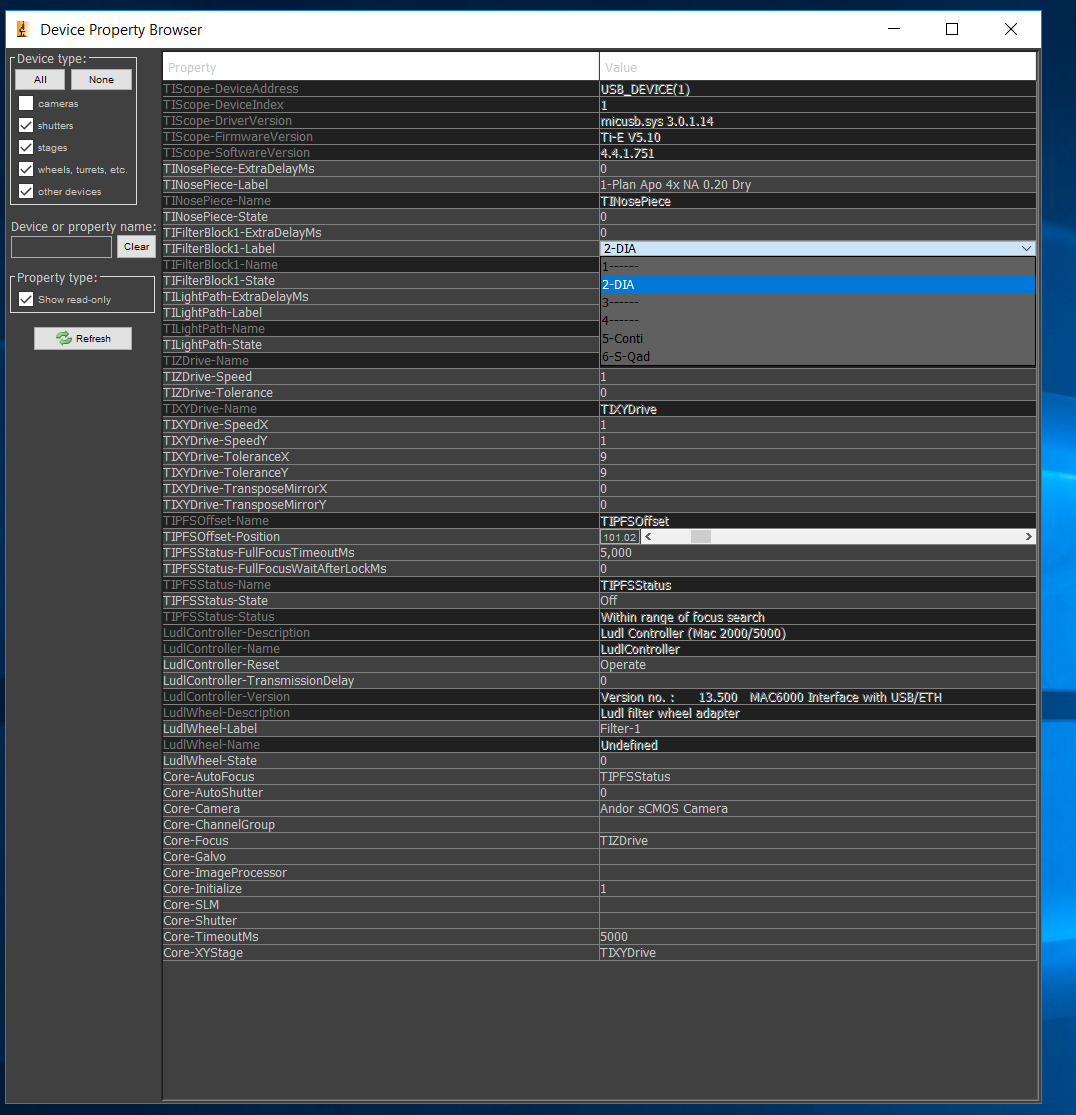 Device Property Browser
Device type:
All None
cameras
shutters
stages
wheels, turrets, etc.
other devices
Device or property name:
Clear
Property type:
Show read-only
Refresh
Property Value
TIScope-DeviceAddress USB_DEVICE(1)
TIScope-DeviceIndex 1
TIScope-DriverVersion micusb.sys 3.0.1.14
TIScope-FirmwareVersion Ti-E V5.10
TIScope-SoftwareVersion 4.4.1.751
TINosePiece-ExtraDelayMs 0
TINosePiece-Label 1-Plan Apo 4x NA 0.20 Dry
TINosePiece-Name TINosePiece
TINosePiece-State 0
TIFilterBlock1-ExtraDelayMs 0
TIFilterBlock1-Label 2-DIA
TIFilterBlock1-Name 1------
TIFilterBlock1-State 2-DIA
TILightPath-ExtraDelayMs 3------
TILightPath-Label 4------
TILightPath-Name 5-Conti
TILightPath-State 6-S-Qad
TIZDrive-Name
TIZDrive-Speed 1
TIZDrive-Tolerance 0
TIXYDrive-Name TIXYDrive
TIXYDrive-SpeedX 1
TIXYDrive-SpeedY 1
TIXYDrive-ToleranceX 9
TIXYDrive-ToleranceY 9
TIXYDrive-TransposeMirrorX 0
TIXYDrive-TransposeMirrorY 0
TIPFSOffset-Name TIPFSOffset
TIPFSOffset-Position 101.02
TIPFSStatus-FullFocusTimeoutMs 5,000
TIPFSStatus-FullFocusWaitAfterLockMs 0
TIPFSStatus-Name TIPFSStatus
TIPFSStatus-State Off
TIPFSStatus-Status Within range of focus search
LudlController-Description Ludl Controller (Mac 2000/5000)
LudlController-Name LudlController
LudlController-Reset Operate
LudlController-TransmissionDelay 0
LudlController-Version Version no. : 13.500 MAC6000 Interface with USB/ETH
LudlWheel-Description Ludl filter wheel adapter
LudlWheel-Label Filter-1
LudlWheel-Name Undefined
LudlWheel-State 0
Core-AutoFocus TIPFSStatus
Core-AutoShutter 0
Core-Camera Andor sCMOS Camera
Core-ChannelGroup
Core-Focus TIZDrive
Core-Galvo
Core-ImageProcessor
Core-Initialize 1
Core-SLM
Core-Shutter
Core-TimeoutMs 5000
Core-XYStage TIXYDrive